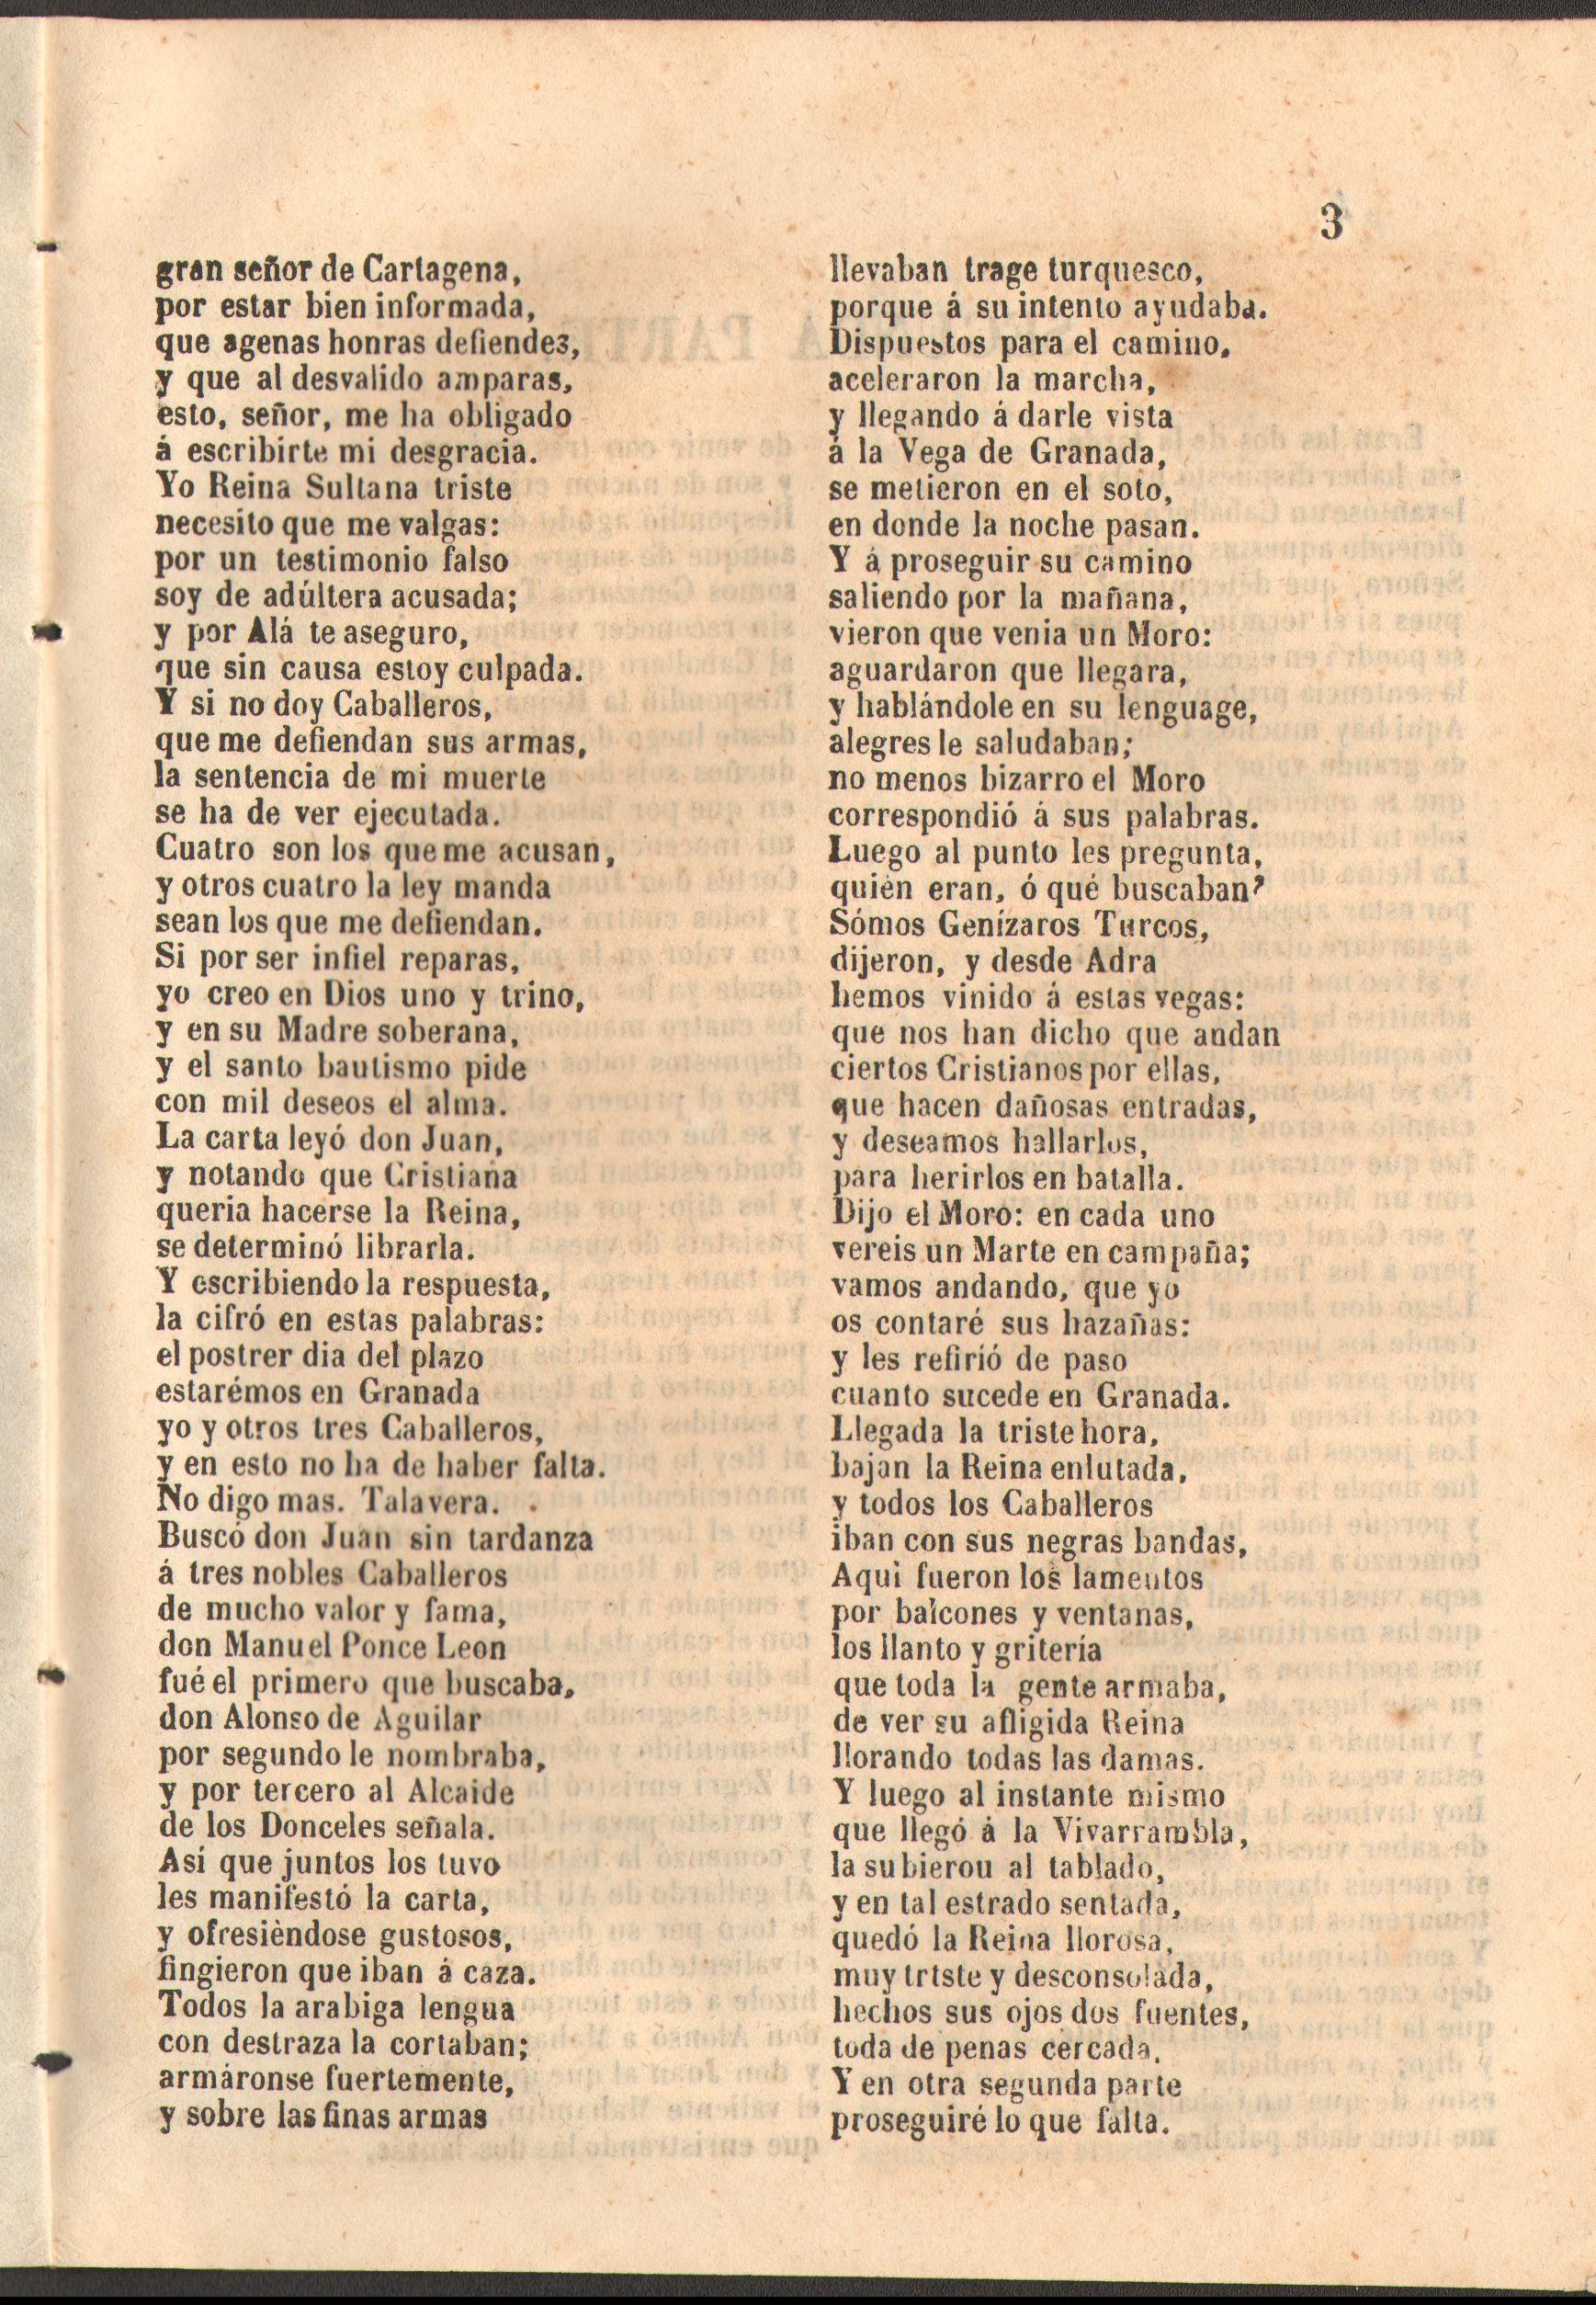 3
gran señor de Cartagena,
por estar bien informada,
que agenas honras defiendes,
y que al desvalido amparas,
esto, señor, me ha obligado
á escribirte mi desgracia.
Yo Reina Sultana triste
necesito que me valgas:
por un testimonio falso
soy de adúltera acusada;
y por Alá te aseguro,
que sin causa estoy culpada.
Y si no doy Caballeros,
que me defiendan sus armas,
la sentencia de mi muerte
se ha de ver ejecutada.
Cuatro son los que me acusan,
y otros cuatro la ley manda
sean los que me defiendan.
Si por ser infiel reparas,
yo creo en Dios uno y trino,
y en su Madre soberana,
y el santo bautismo pide
con mil deseos el alma.
La carta leyó don Juan,
y notando que Cristiana
queria hacerse la Reina,
se determinó librarla.
Y escribiendo la respuesta,
la cifró en estas palabras:
el postrer dia del plazo
estarémos en Granada
yo y otros tres Caballeros,
y en esto no ha de haber falta.
No digo mas. Talavera.
Buscó don Juan sin tardanza
á tres nobles Caballeros
de mucho valor y fama,
don Manuel Ponce Leon
fué el primero que buscaba,
don Alonso de Aguilar
por segundo le nombraba,
y por tercero al Alcaide
de los Donceles señala.
Asi que juntos los tuvo
les manifestó la carta,
y ofresièndose gustosos,
fingieron que iban á caza.
Todos la arabiga lengua
con destraza la cortaban;
armáronse fuertemente,
y sobre las finas armas
llevaban trage turquesco,
porque á su intento ayudaba.
Dispuestos para el camino,
aceleraron la marcha,
y llegando á darle vista
á la Vega de Granada,
se metieron en el soto,
en donde la noche pasan.
Y á proseguir su camino
saliendo por la mañana,
vieron que venia un Moro:
aguardaron que llegara,
y hablándole en su lenguage,
alegres le saludaban;
no menos bizarro el Moro
correspondió á sus palabras.
Luego al punto les pregunta,
quién eran, ó qué buscaban?
Sómos Genízaros Turcos,
dijeron, y desde Adra
hemos vinido á estas vegas:
que nos han dicho que andan
ciertos Cristianos por ellas,
que hacen dañosas entradas,
y deseamos hallarlos,
para herirlos en batalla.
Dijo el Moro: en cada uno
vereis un Marte en campaña;
vamos andando, que yo
os contaré sus hazañas:
y les refirió de paso
cuanto sucede en Granada.
Llegada la triste hora,
bajan la Reina enlutada,
y todos los Caballeros
iban con sus negras bandas,
Aqui fueron los lamentos
por balcones y ventanas,
los llanto y gritería
que toda la gente armaba,
de ver su afligida Reina
llorando todas las damas.
Y luego al instante mismo
que llegó á la Vivarrambla,
la subierou al tablado,
y en tal estrado sentada,
quedó la Reina llorosa,
muy trtste y desconsolada,
hechos sus ojos dos fuentes,
toda de penas cercada.
Y en otra segunda parte
proseguiré lo que falta.